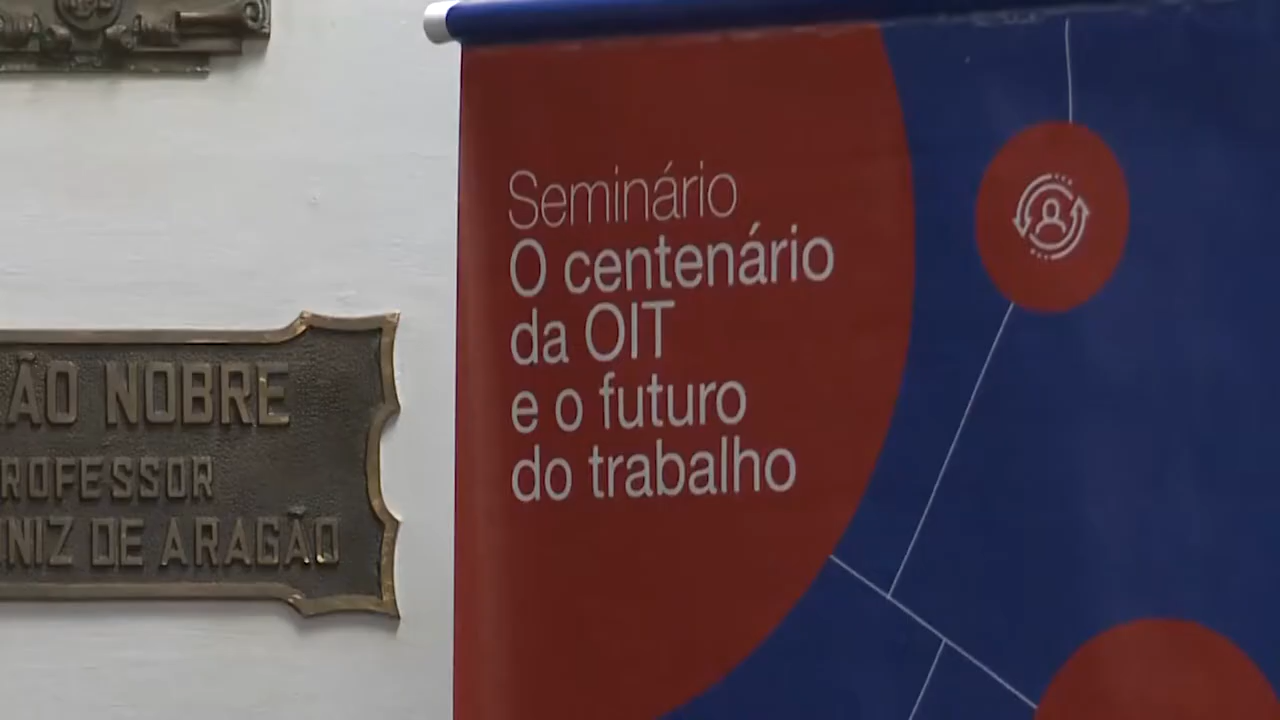 ÃO NOBRE
ROFESSOR
NIZ DE ARAGÃO
Seminário
O centenário
da OIT
e o futuro
do trabalho